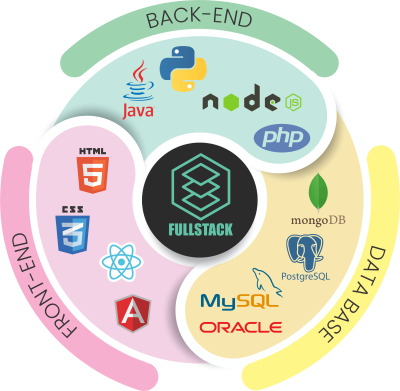 BACK-END
Java
node
JS
php
HTML
5
CSS
3
A
FRONT-END
FULLSTACK
mongoDB
PostgreSQL
MySQL
ORACLE
DATA BASE